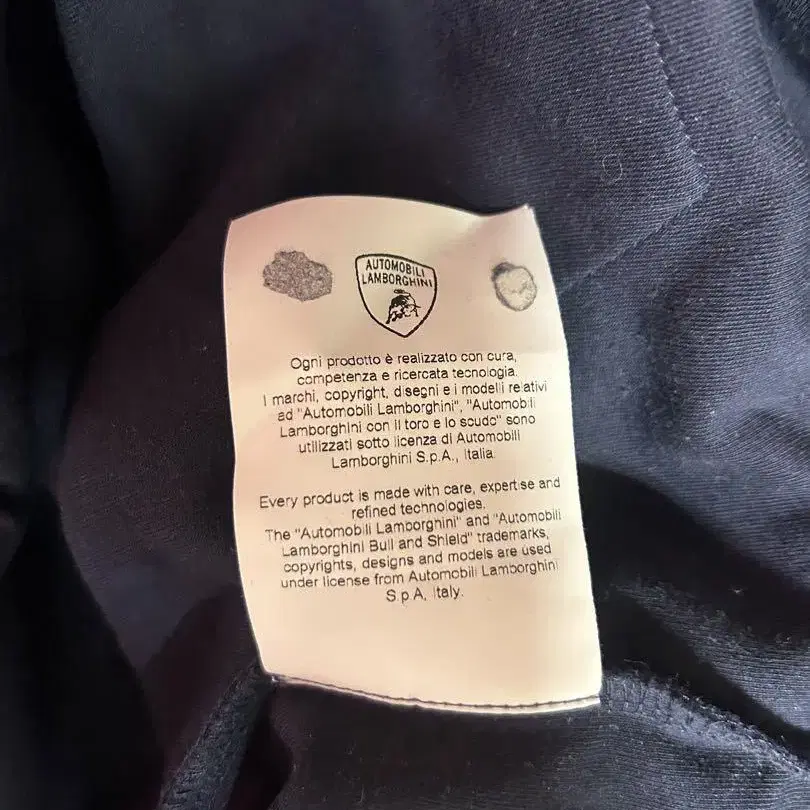 AUTOMOBILI
LAMBORGHINI
Ogni prodotto è realizzato con cura,
competenza e ricercata tecnologia.
I marchi, copyright, disegni e i modelli relativi
ad "Automobili Lamborghini", "Automobili
Lamborghini con il toro e lo scudo" sono
utilizzati sotto licenza di Automobili
Lamborghini S.p.A., Italia.
Every product is made with care, expertise and
refined technologies.
The "Automobili Lamborghini" and "Automobili
Lamborghini Bull and Shield" trademarks,
copyrights, designs and models are used
under license from Automobili Lamborghini
S.p.A, Italy.